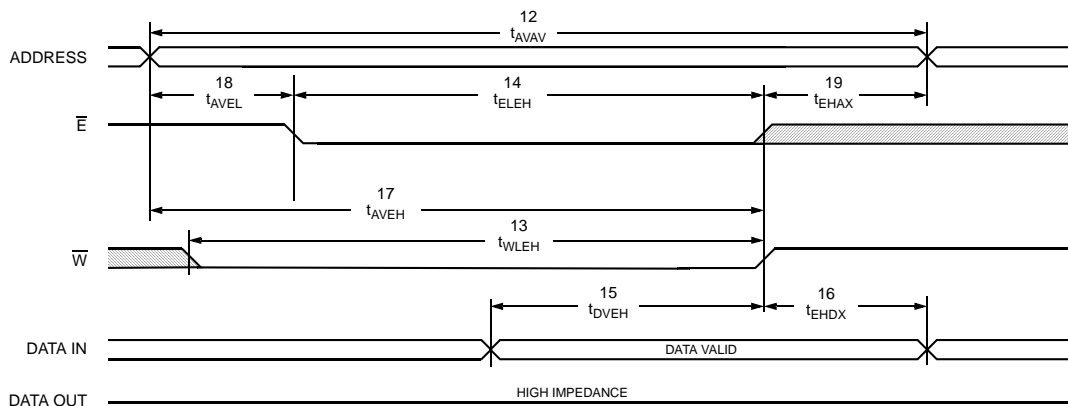 12
tAVAV
ADDRESS
18
tAVEL
14
tELEH
19
tEHAX
E
17
tAVEH
13
tWLEH
W
15
tDVEH
16
tEHDX
DATA IN
DATA VALID
DATA OUT
HIGH IMPEDANCE